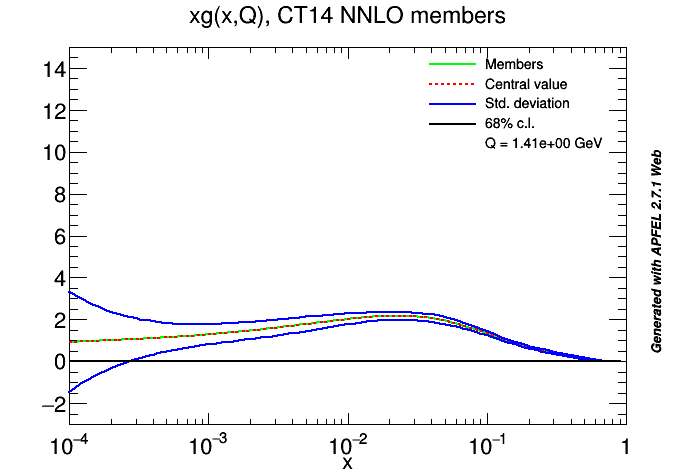 xg(x,Q), CT14 NNLO members
Members
Central value
Std. deviation
68% c.l.
Q = 1.41e+00 GeV
14
12
10
8
6
4
2
0
−2
10⁻⁴
10⁻³
10⁻²
10⁻¹
1
x
Generated with APFEL 2.7.1 Web